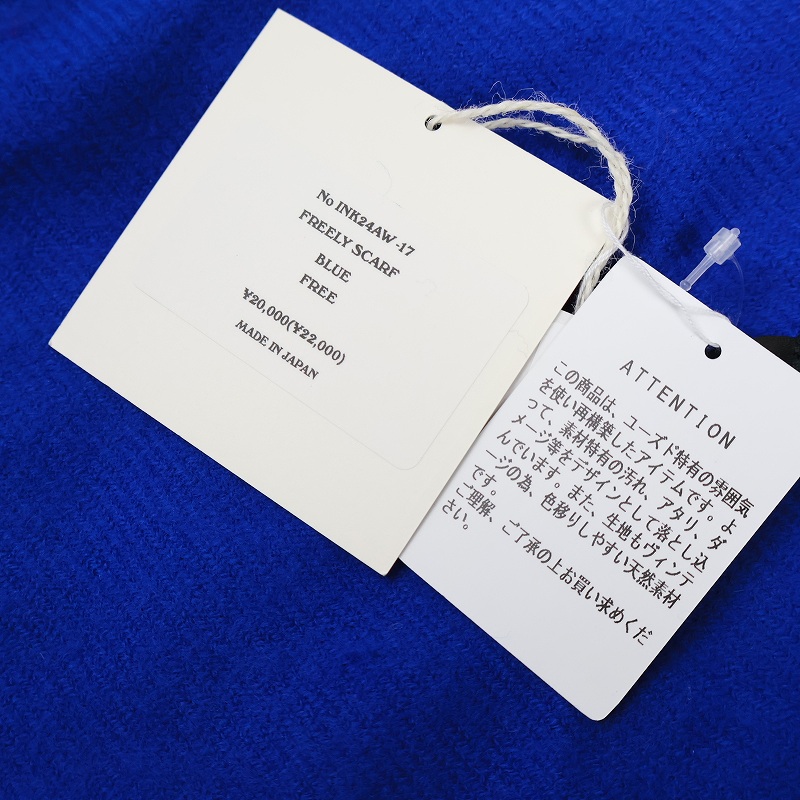 No INK24AW-17
FREELY SCARF
BLUE
FREE
¥20,000(¥22,000)
MADE IN JAPAN
ATTENTION
この商品は、ユーズド特有の雰囲気
を使い再構築したアイテムです。よ
って、素材特有の汚れ、アタリ、ダ
メージ等をデザインとして落とし込
んでいます。また、生地もヴィンテ
ージの為、色移りしやすい天然素材
です。
ご理解、ご了承の上お買い求めくだ
さい。